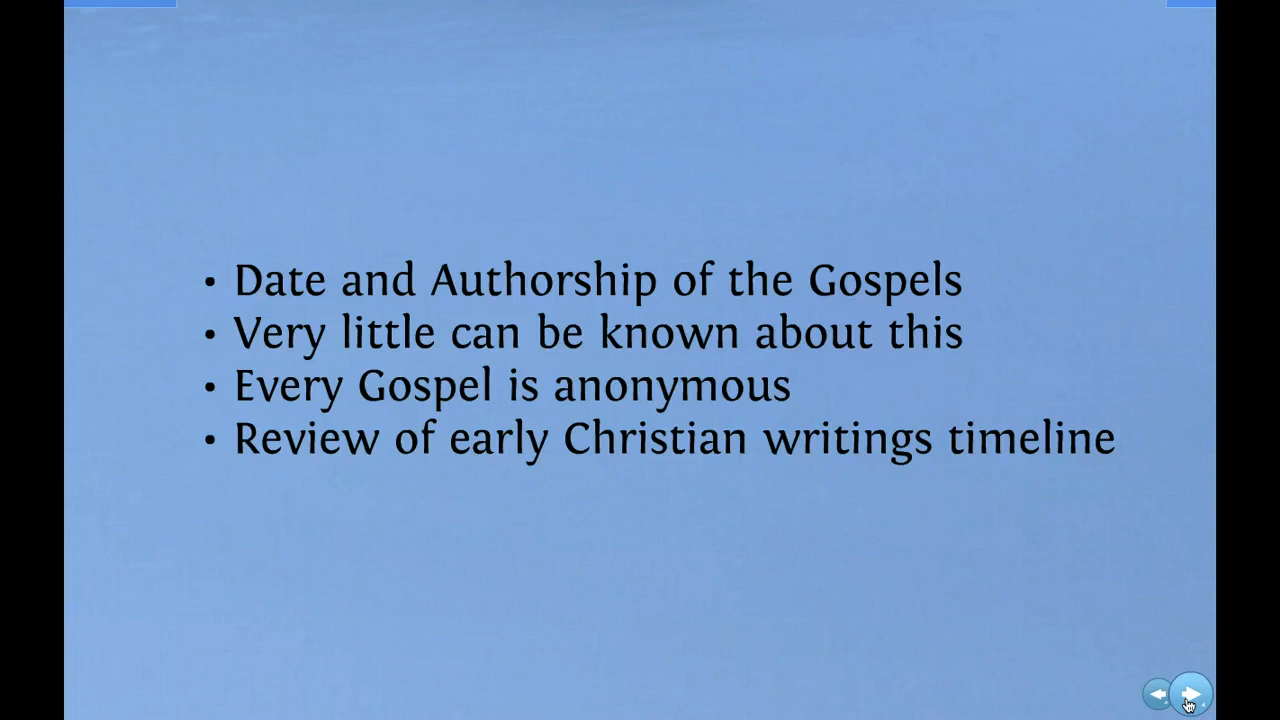 • Date and Authorship of the Gospels
• Very little can be known about this
• Every Gospel is anonymous
• Review of early Christian writings timeline